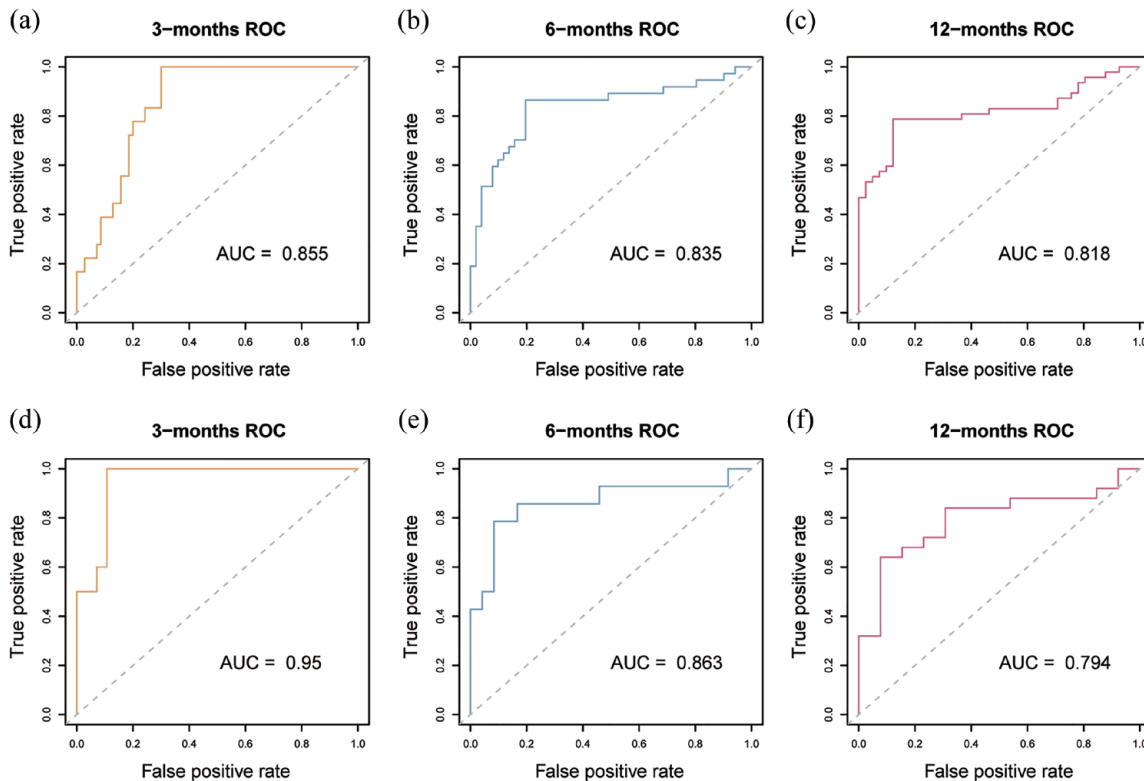 (a)
3-months ROC
True positive rate
0.0 0.2 0.4 0.6 0.8 1.0
AUC = 0.855
0.0 0.2 0.4 0.6 0.8 1.0
False positive rate
(b)
6-months ROC
True positive rate
0.0 0.2 0.4 0.6 0.8 1.0
AUC = 0.835
0.0 0.2 0.4 0.6 0.8 1.0
False positive rate
(c)
12-months ROC
True positive rate
0.0 0.2 0.4 0.6 0.8 1.0
AUC = 0.818
0.0 0.2 0.4 0.6 0.8 1.0
False positive rate
(d)
3-months ROC
True positive rate
0.0 0.2 0.4 0.6 0.8 1.0
AUC = 0.95
0.0 0.2 0.4 0.6 0.8 1.0
False positive rate
(e)
6-months ROC
True positive rate
0.0 0.2 0.4 0.6 0.8 1.0
AUC = 0.863
0.0 0.2 0.4 0.6 0.8 1.0
False positive rate
(f)
12-months ROC
True positive rate
0.0 0.2 0.4 0.6 0.8 1.0
AUC = 0.794
0.0 0.2 0.4 0.6 0.8 1.0
False positive rate